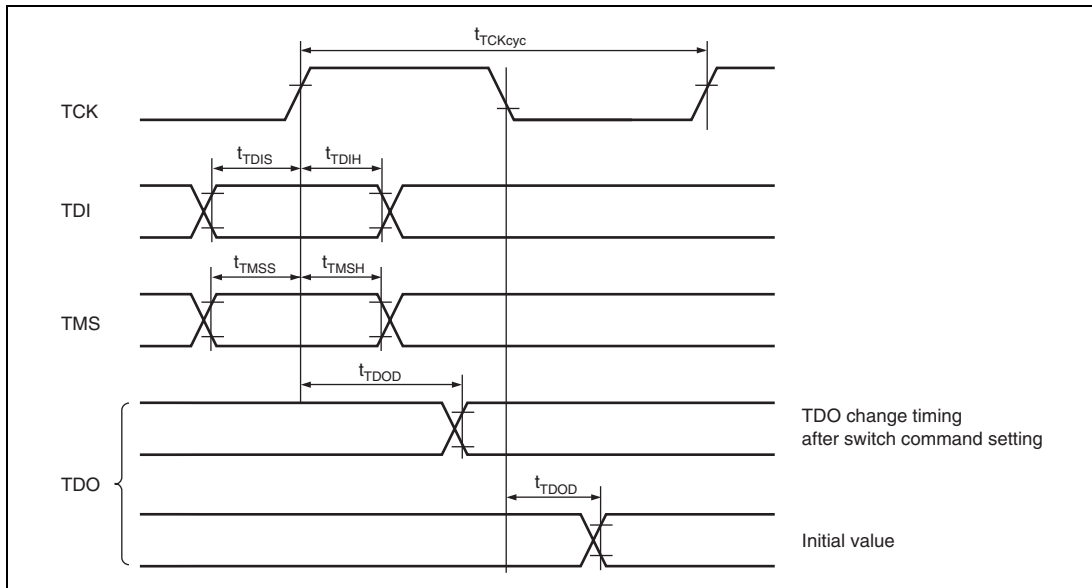 tTCKcyc
TCK
tTDIS
tTDIH
TDI
tTMSS
tTMSH
TMS
tTDOD
TDO change timing
after switch command setting
TDO
tTDOD
Initial value